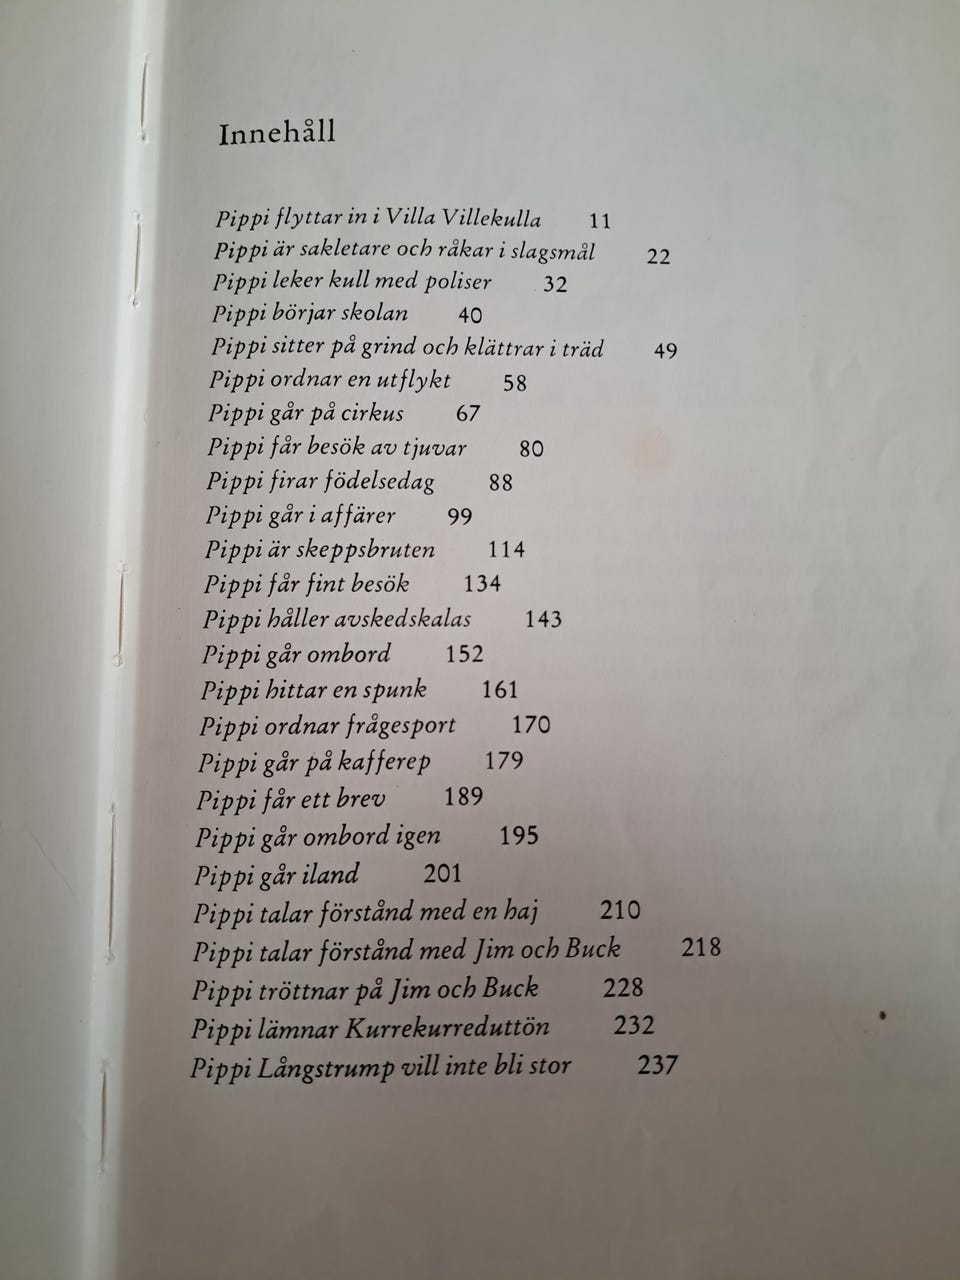 Innehåll
Pippi flyttar in i Villa Villekulla 11
Pippi är sakletare och råkar i slagsmål 22
Pippi leker kull med poliser 32
Pippi börjar skolan 40
Pippi sitter på grind och klättrar i träd 49
Pippi ordnar en utflykt 58
Pippi går på cirkus 67
Pippi får besök av tjuvar 80
Pippi firar födelsedag 88
Pippi går i affärer 99
Pippi är skeppsbruten 114
Pippi får fint besök 134
Pippi håller avskedskalas 143
Pippi går ombord 152
Pippi hittar en spunk 161
Pippi ordnar frågesport 170
Pippi går på kafferep 179
Pippi får ett brev 189
Pippi går ombord igen 195
Pippi går iland 201
Pippi talar förstånd med en haj 210
Pippi talar förstånd med Jim och Buck 218
Pippi tröttnar på Jim och Buck 228
Pippi lämnar Kurrekurreduttön 232
Pippi Långstrump vill inte bli stor 237